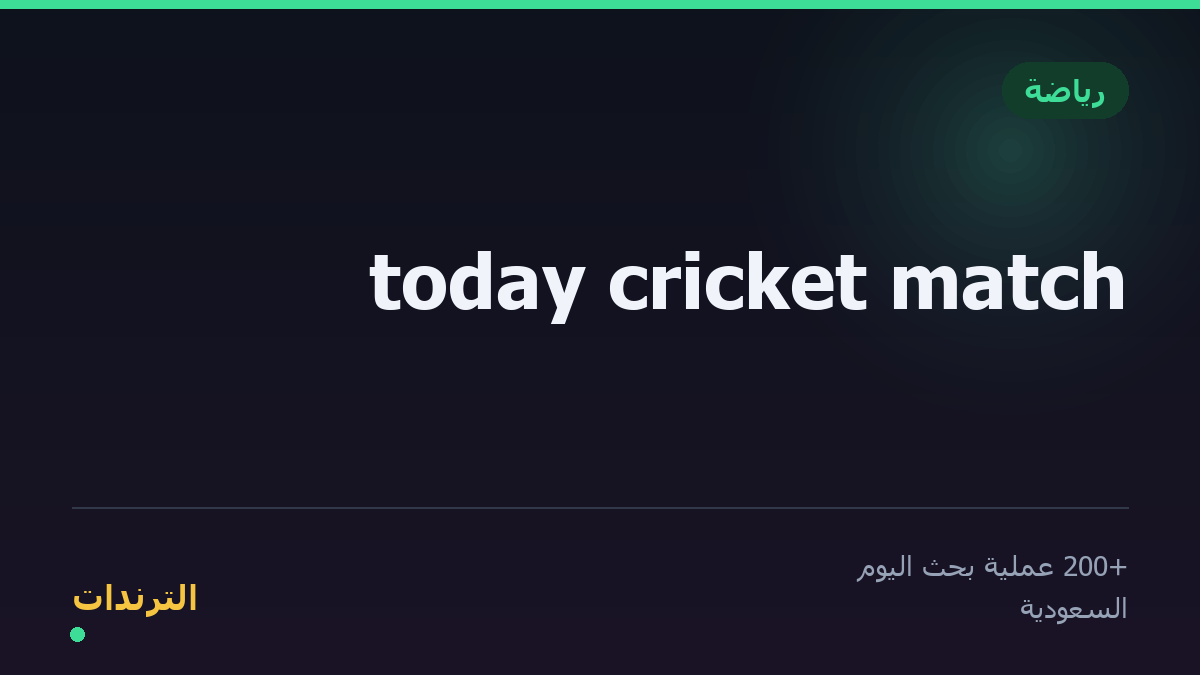 رياضة
today cricket match
+200 عملية بحث اليوم
السعودية
الترندات